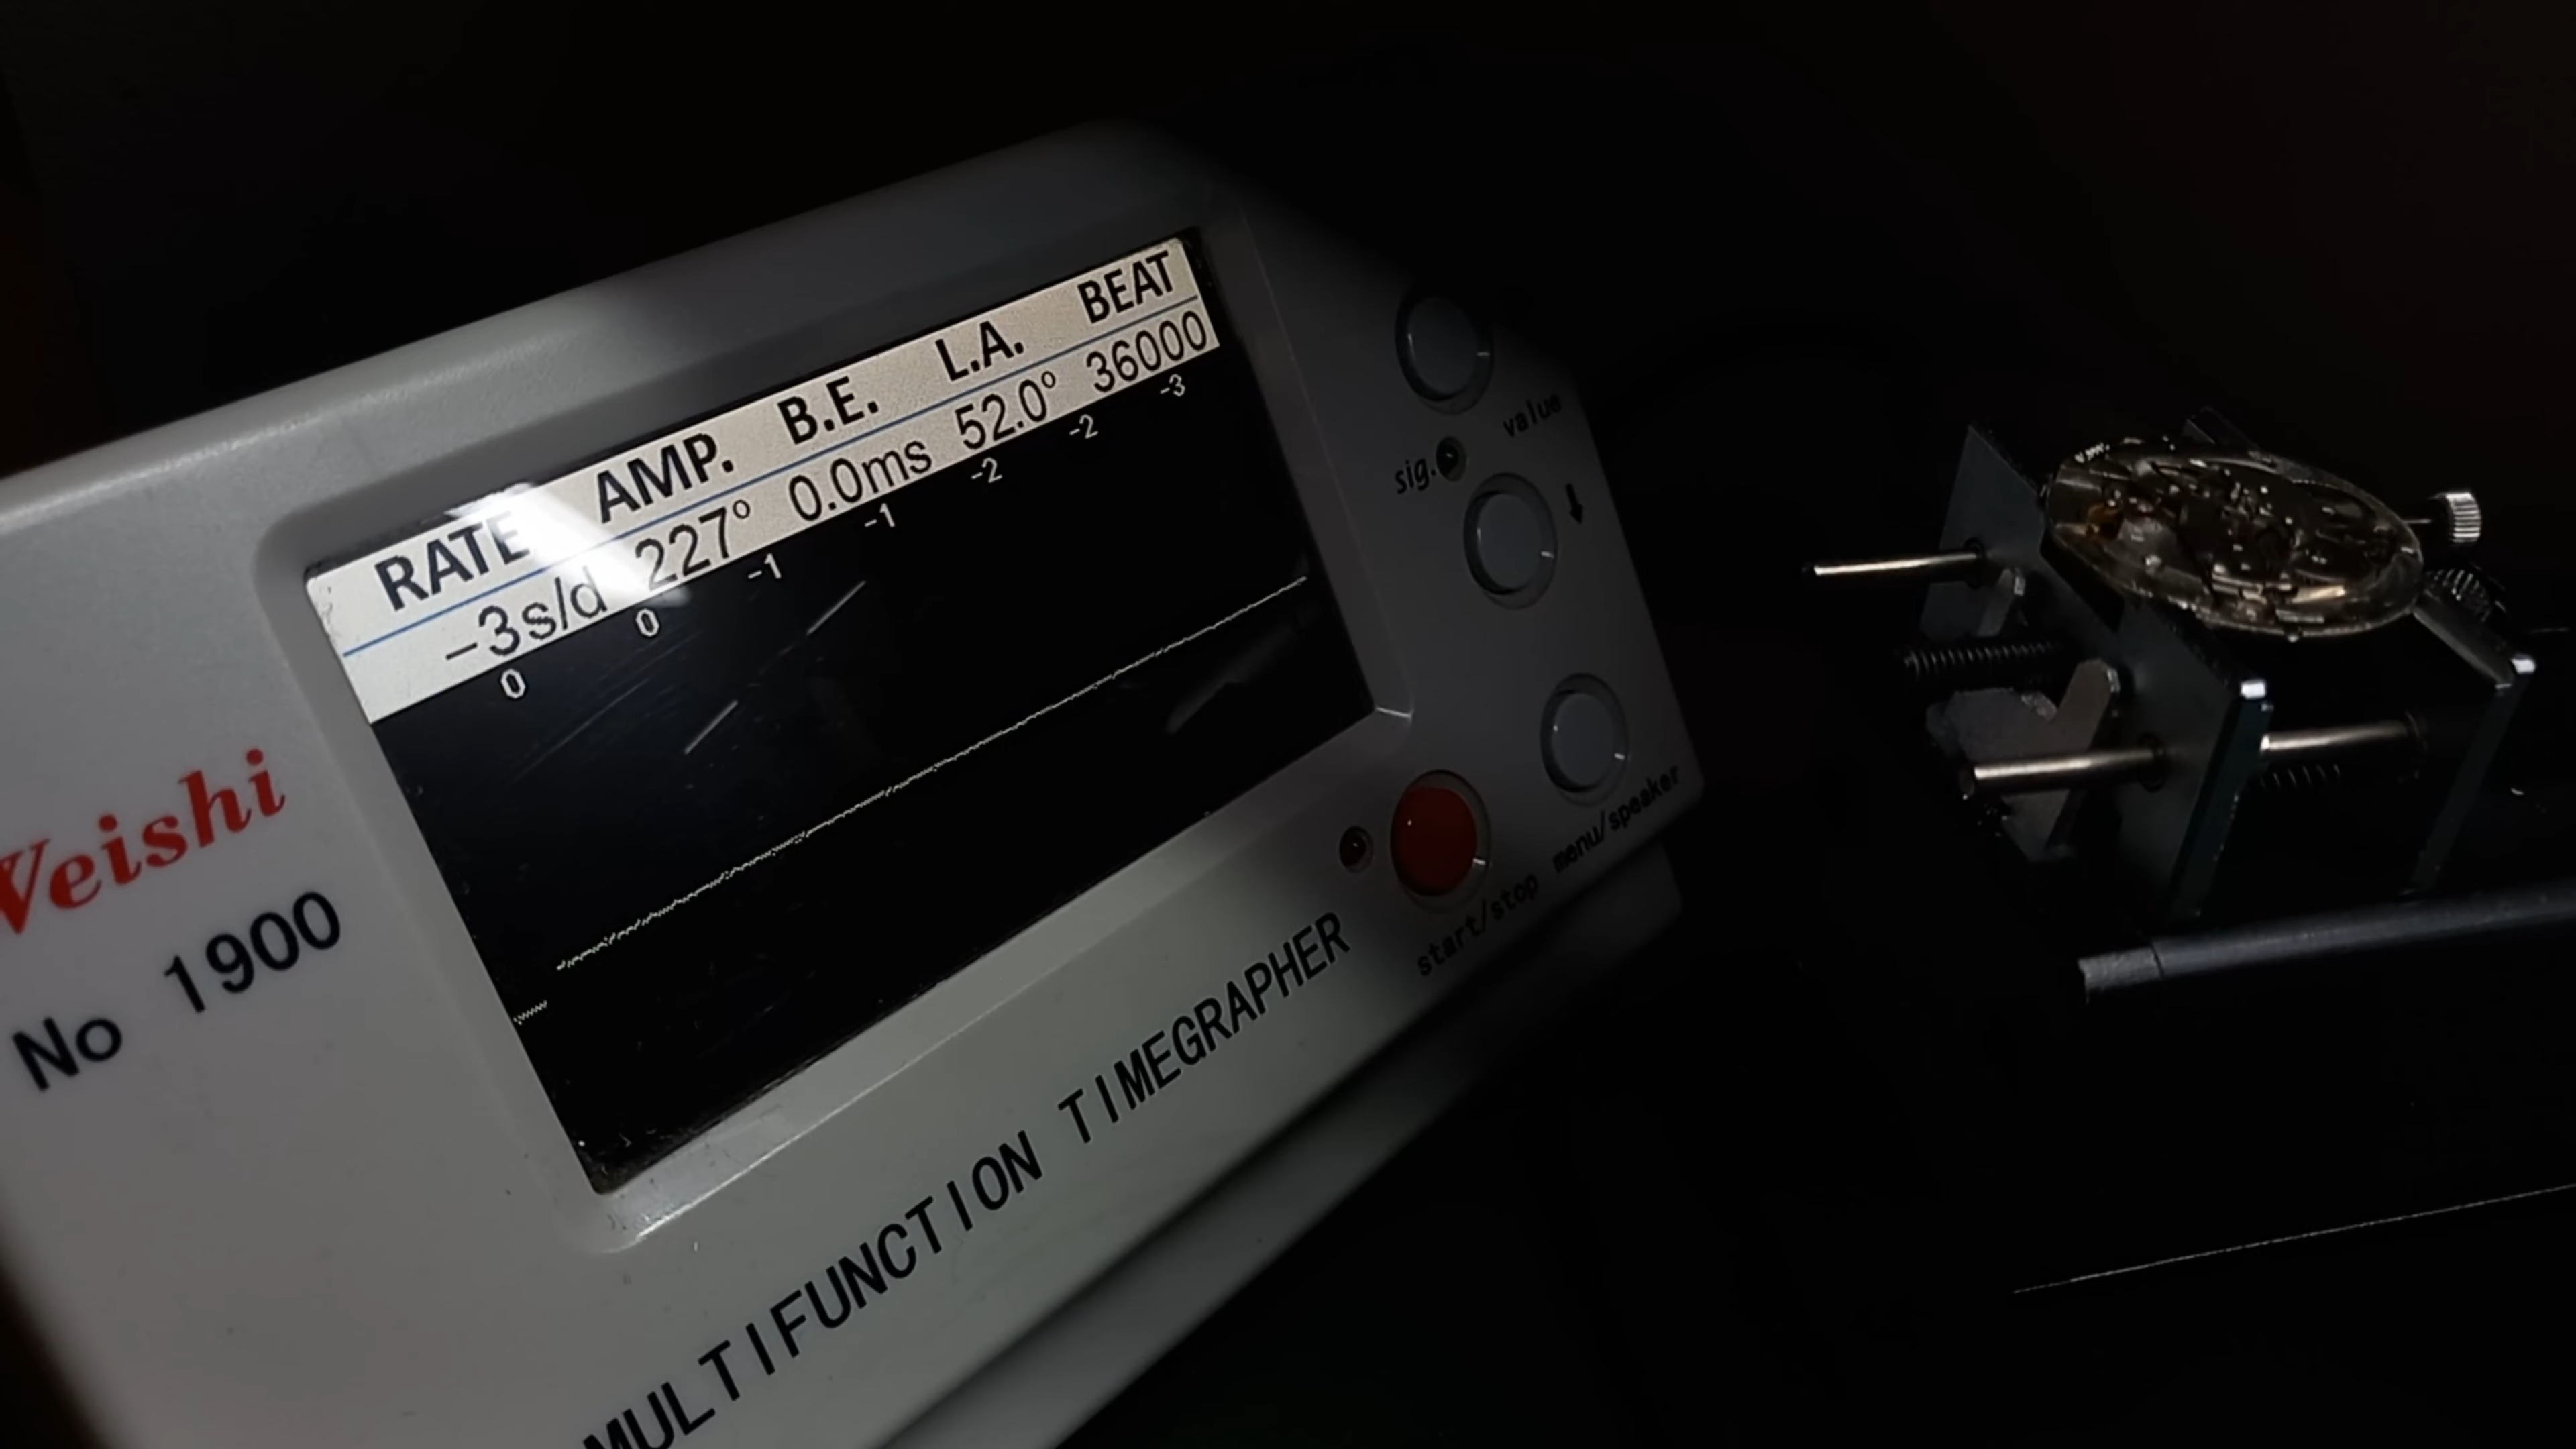 RATE AMP. B.E. L.A. BEAT
-3s/d 227° 0.0ms 52.0° 36000
0 0 -1 -1 -2 -2 -3
value
sig.
Weishi
No 1900
menu/speaker
start/stop
MULTIFUNCTION TIMEGRAPHER